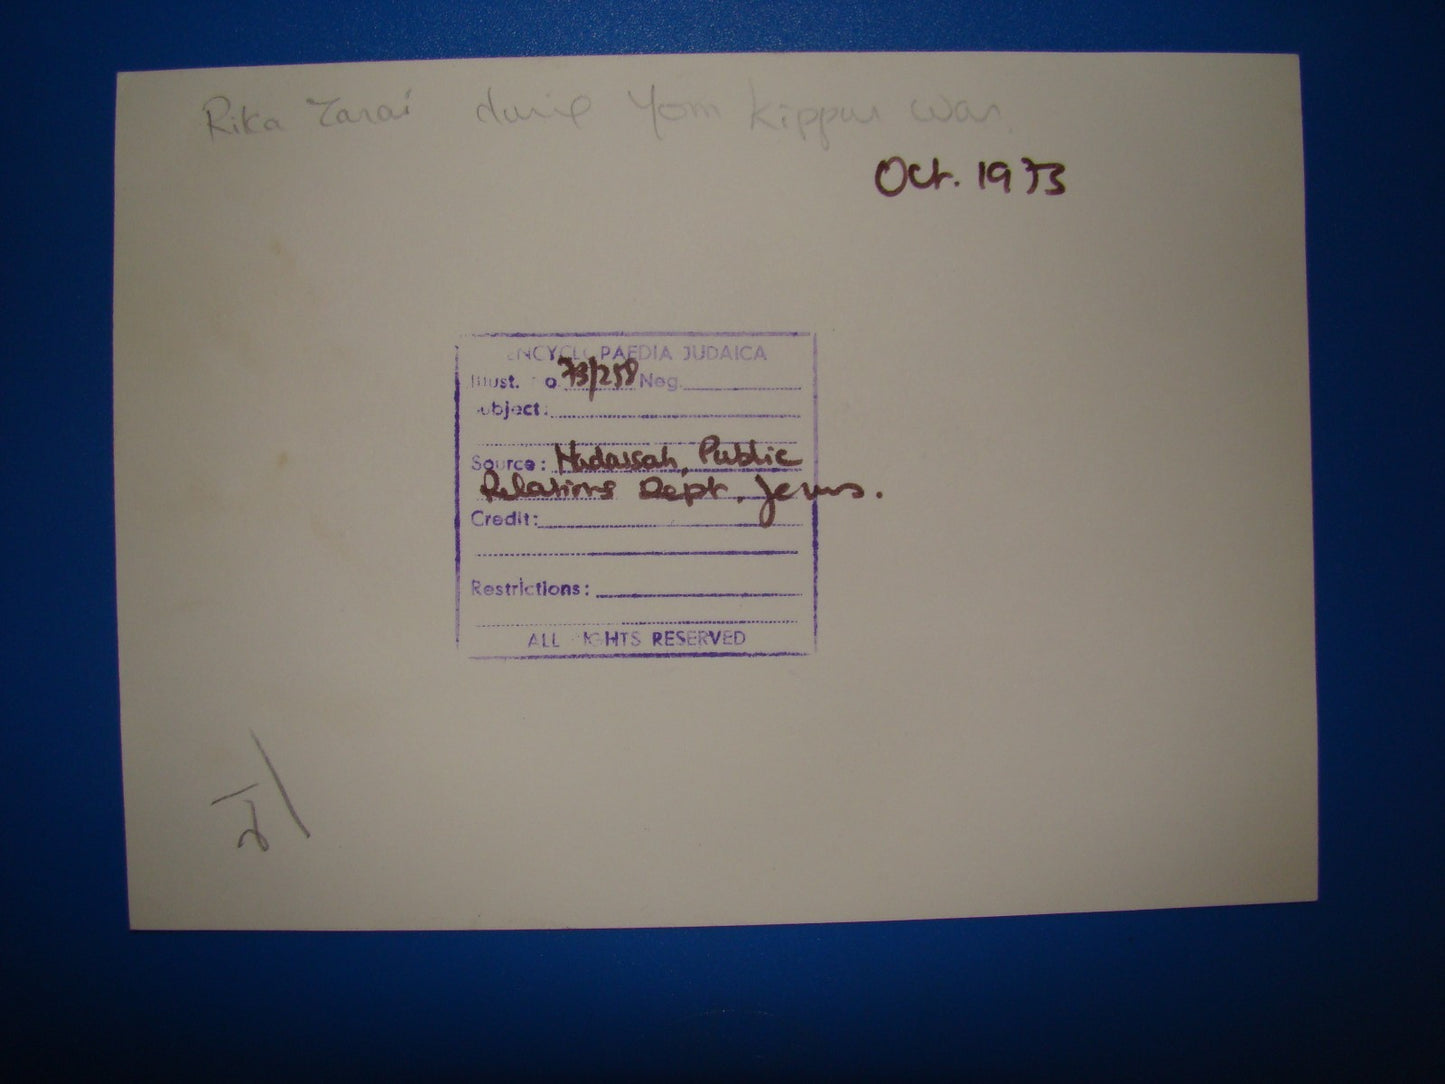 Rika Zarai during Yom Kippur War.
Oct. 1973
ENCYCLOPAEDIA JUDAICA
Illust. No. 73/258 Neg.
Subject:
Source: Hadassah, Public
Relations Dept, Jerus.
Credit:
Restrictions:
ALL RIGHTS RESERVED